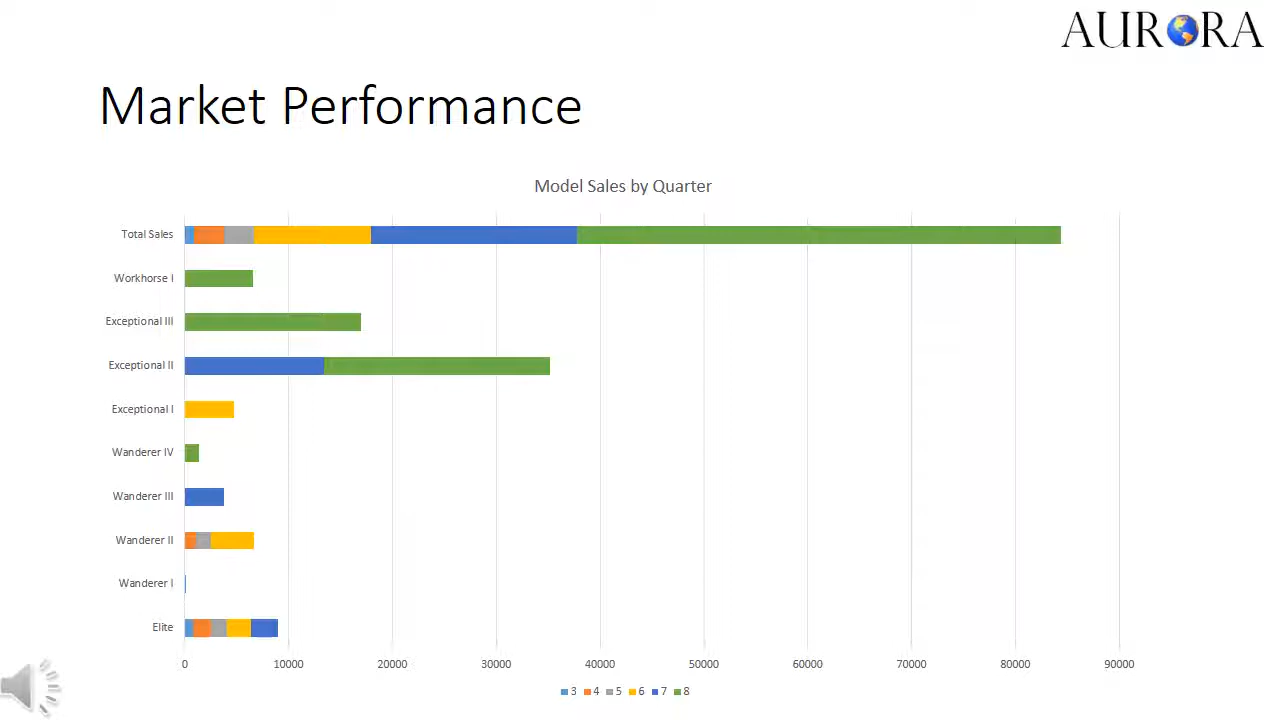 AURORA
Market Performance
Model Sales by Quarter
Total Sales
Workhorse I
Exceptional III
Exceptional II
Exceptional I
Wanderer IV
Wanderer III
Wanderer II
Wanderer I
Elite
0 10000 20000 30000 40000 50000 60000 70000 80000 90000
3 4 5 6 7 8